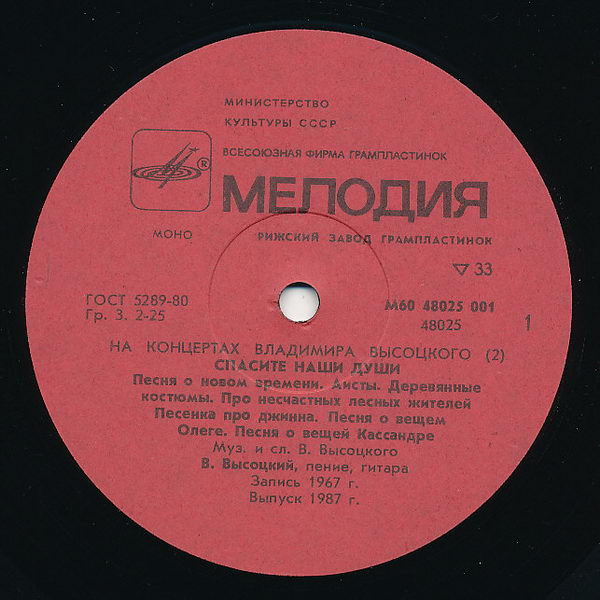 МИНИСТЕРСТВО
КУЛЬТУРЫ СССР
ВСЕСОЮЗНАЯ ФИРМА ГРАМПЛАСТИНОК
®
МЕЛОДИЯ
МОНО
РИЖСКИЙ ЗАВОД ГРАМПЛАСТИНОК
▽ 33
ГОСТ 5289-80
Гр. 3. 2-25
М60 48025 001
48025
1
НА КОНЦЕРТАХ ВЛАДИМИРА ВЫСОЦКОГО (2)
СПАСИТЕ НАШИ ДУШИ
Песня о новом времени. Аисты. Деревянные
костюмы. Про несчастных лесных жителей
Песенка про джинна. Песня о вещем
Олеге. Песня о вещей Кассандре
Муз. и сл. В. Высоцкого
В. Высоцкий, пение, гитара
Запись 1967 г.
Выпуск 1987 г.